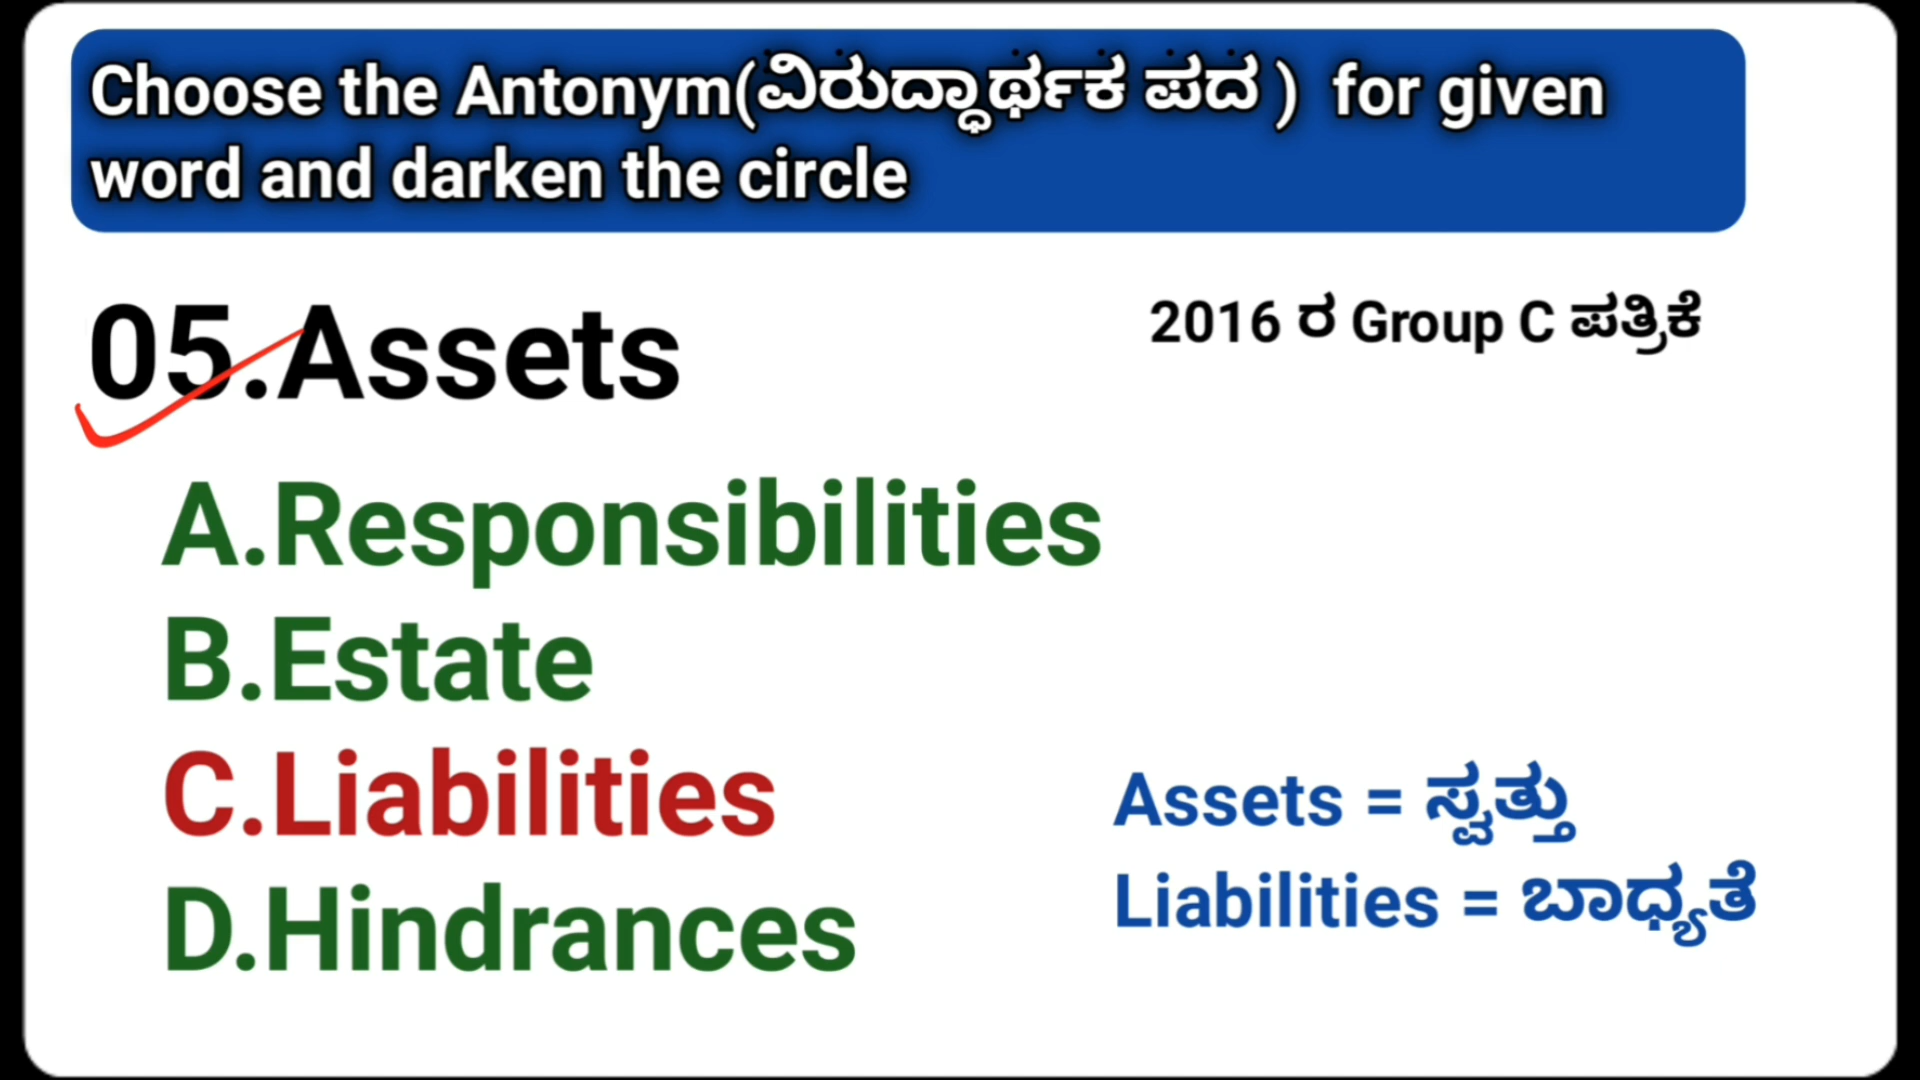 Choose the Antonym(ವಿರುದ್ಧಾರ್ಥಕ ಪದ ) for given
word and darken the circle
05.Assets
2016 ರ Group C ಪತ್ರಿಕೆ
A.Responsibilities
B.Estate
C.Liabilities
D.Hindrances
Assets = ಸ್ವತ್ತು
Liabilities = ಬಾಧ್ಯತೆ